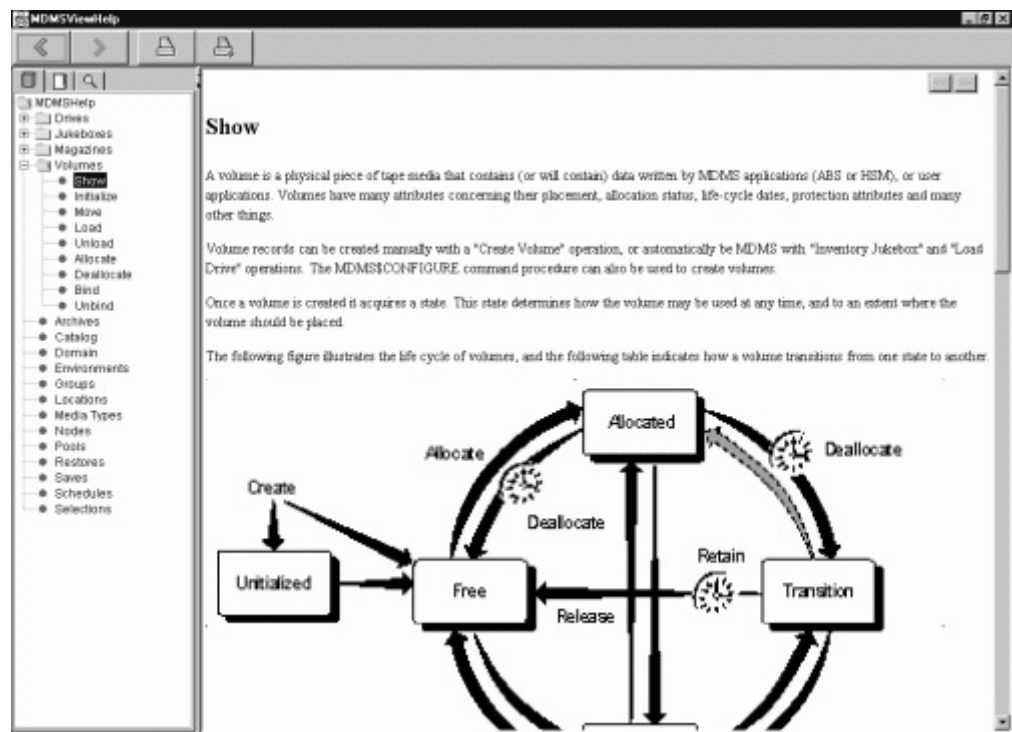 MDMSViewHelp
MDMSHelp
Drives
Jukeboxes
Magazines
Volumes
Show
Initialize
Move
Load
Unload
Allocate
Deallocate
Bind
Unbind
Archives
Catalog
Domain
Environments
Groups
Locations
Media Types
Nodes
Pools
Restores
Saves
Schedules
Selections
Show
A volume is a physical piece of tape media that contains (or will contain) data written by MDMS applications (ABS or HSM), or user
applications. Volumes have many attributes concerning their placement, allocation status, life-cycle dates, protection attributes and many
other things.
Volume records can be created manually with a "Create Volume" operation, or automatically be MDMS with "Inventory Jukebox" and "Load
Drive" operations. The MDMS$CONFIGURE command procedure can also be used to create volumes.
Once a volume is created it acquires a state. This state determines how the volume may be used at any time, and to an extent where the
volume should be placed.
The following figure illustrates the life cycle of volumes, and the following table indicates how a volume transitions from one state to another.
Allocated
Allocate
Deallocate
Create
Deallocate
Retain
Unitialized
Free
Transition
Release